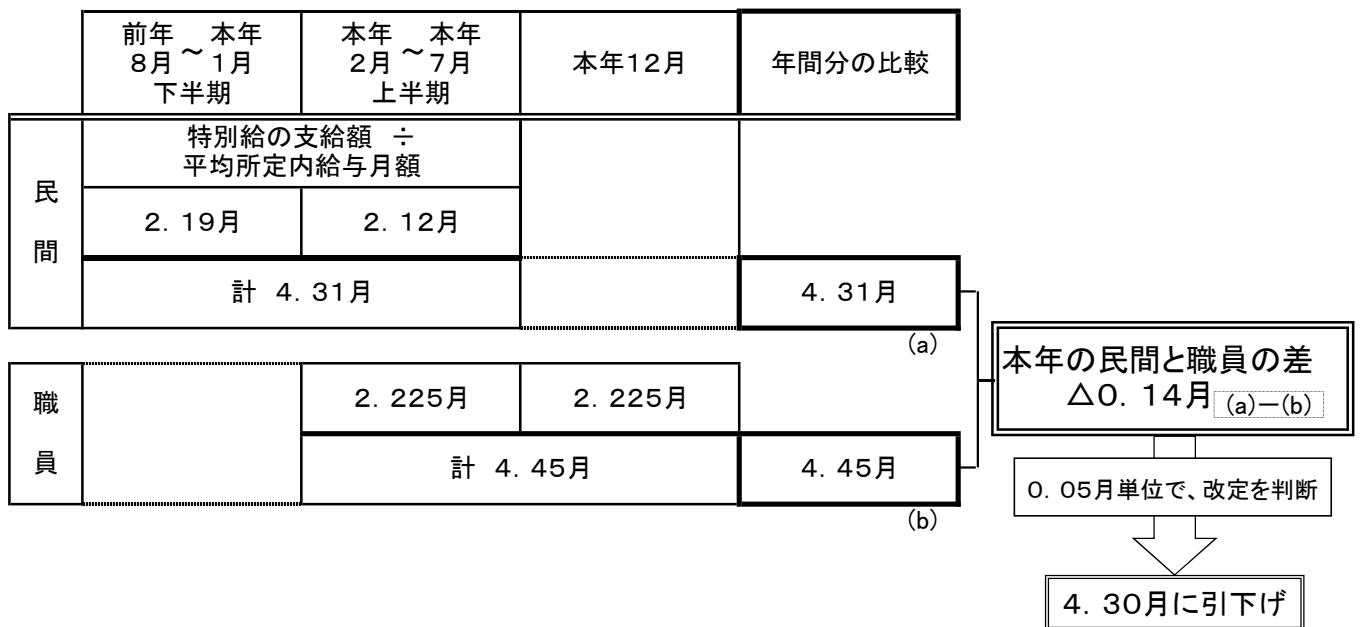 前年　本年
8月～1月
下半期
本年　本年
2月～7月
上半期
本年12月
年間分の比較
民間
特別給の支給額　÷
平均所定内給与月額
2．19月
2．12月
計　4．31月
4．31月
(a)
職員
2．225月
2．225月
計　4．45月
4．45月
(b)
本年の民間と職員の差
△0．14月 (a)－(b)
0．05月単位で、改定を判断
4．30月に引下げ